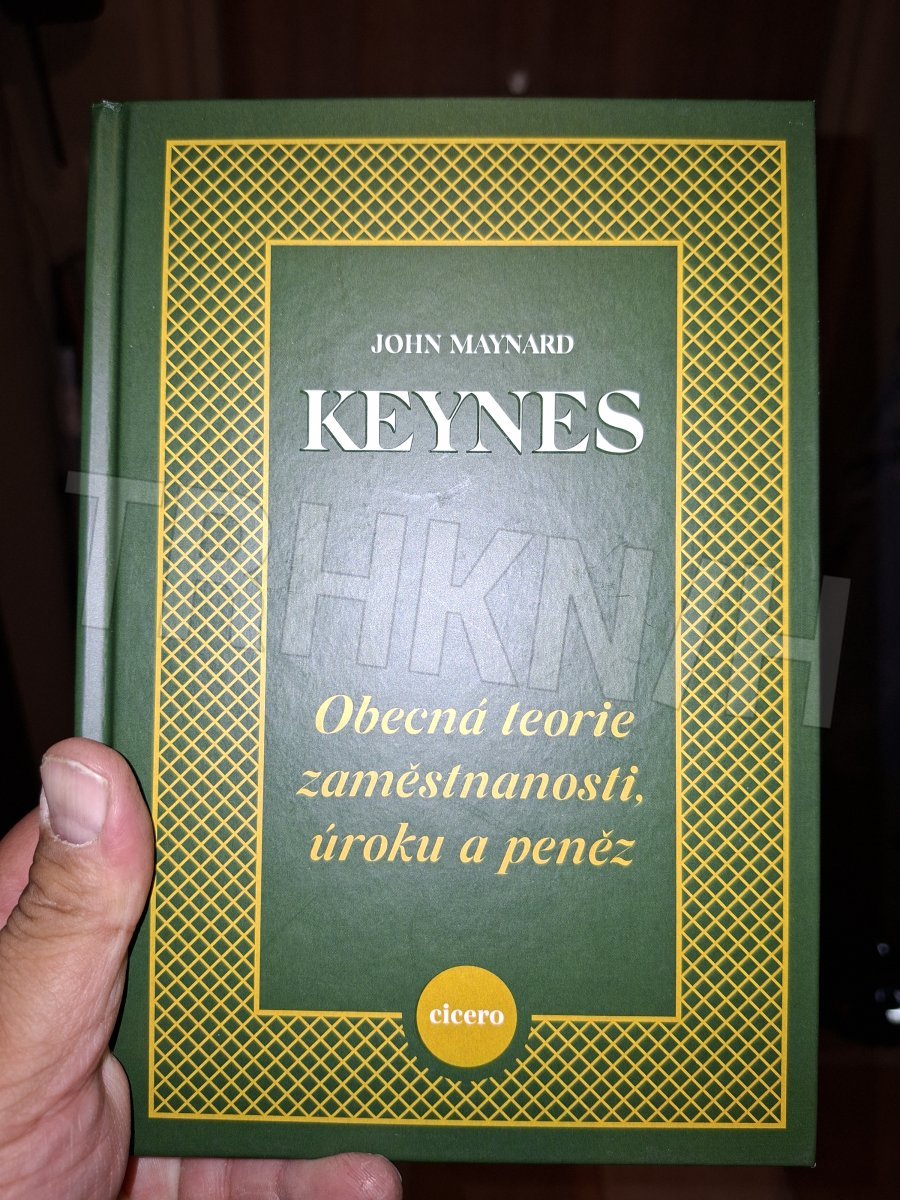 JOHN MAYNARD
KEYNES
Obecná teorie
zaměstnanosti,
úroku a peněz
cicero